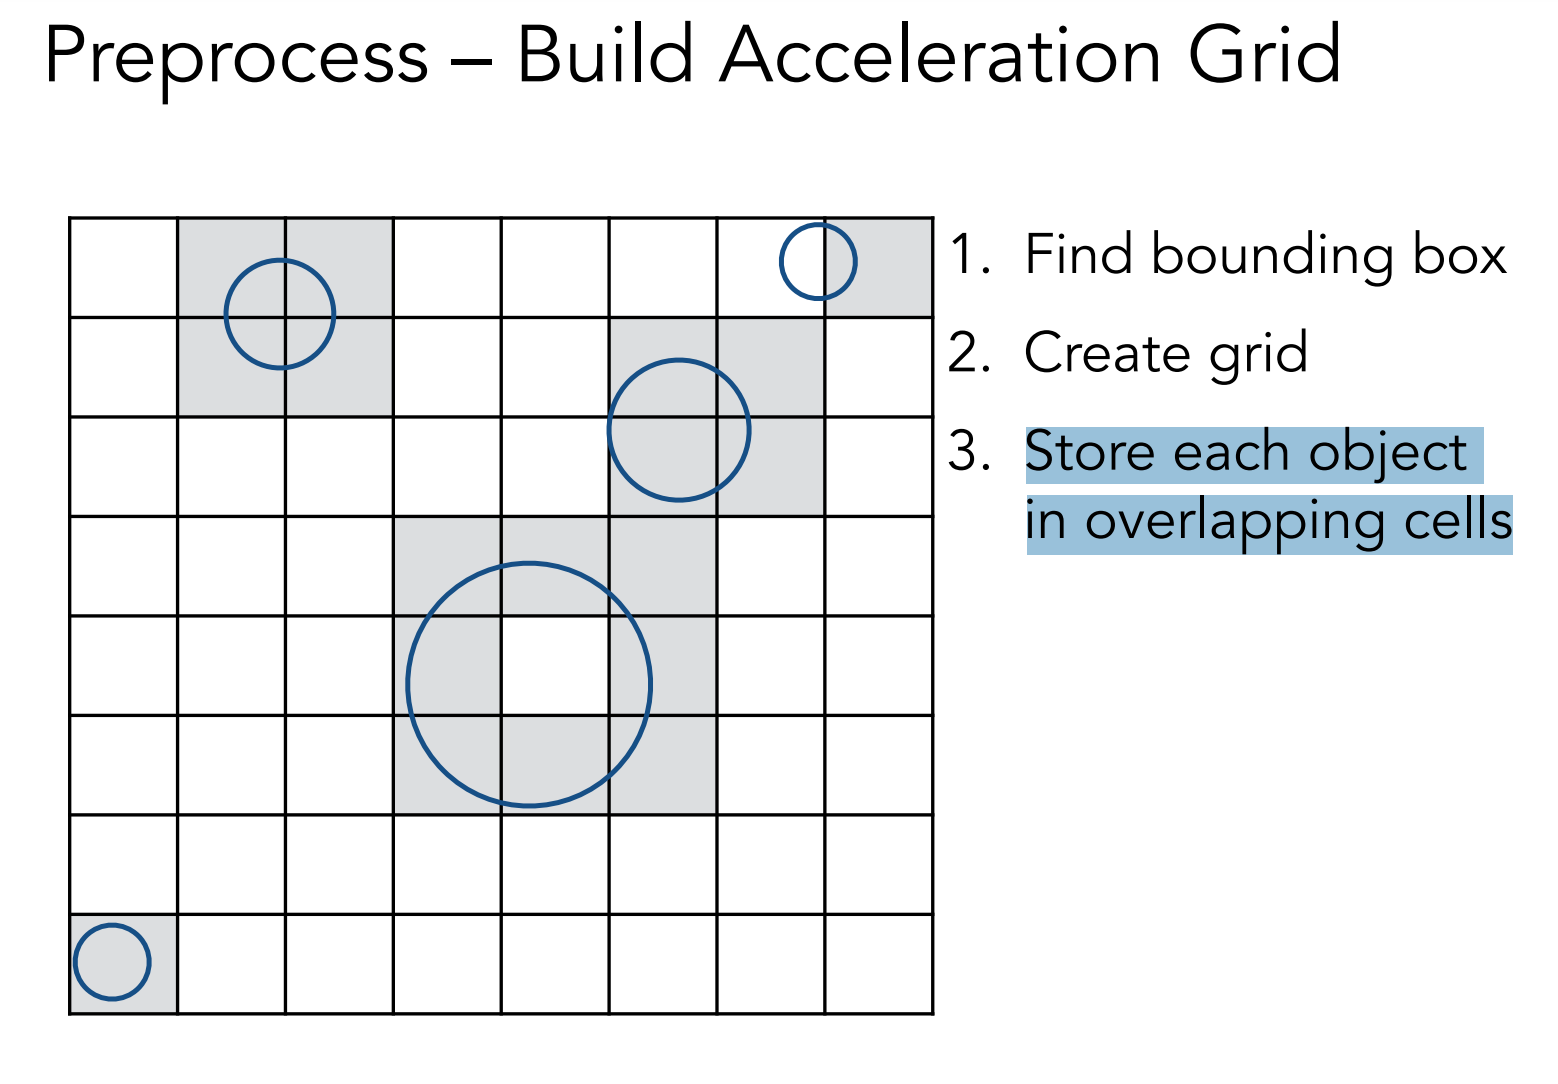 Preprocess – Build Acceleration Grid
1. Find bounding box
2. Create grid
3. Store each object
in overlapping cells